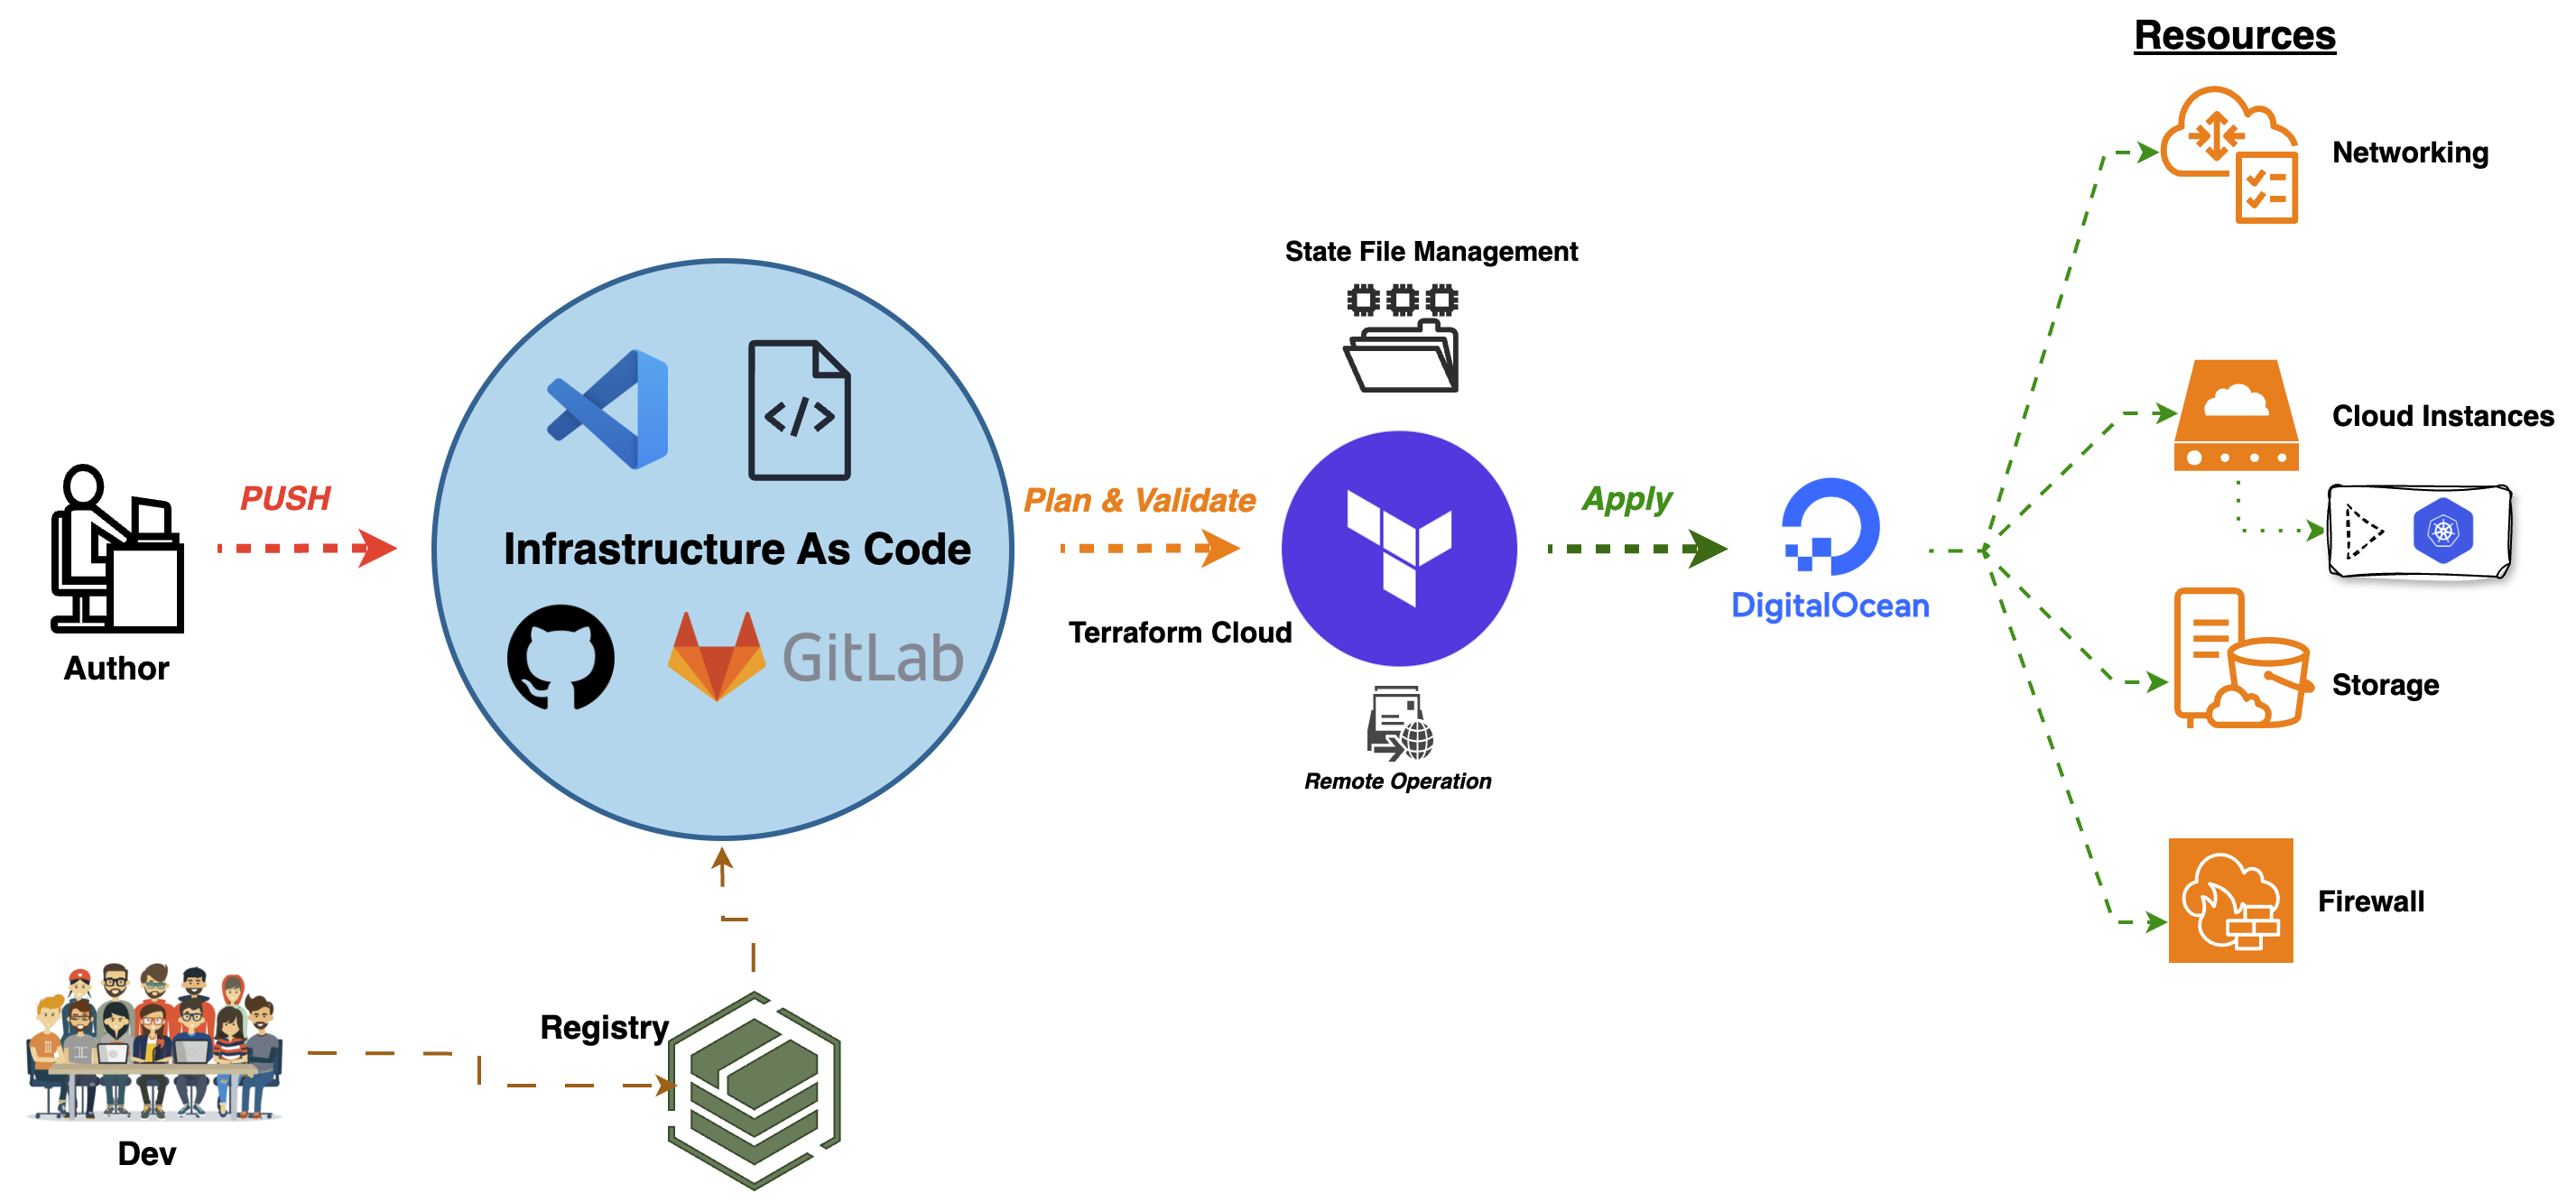 Resources
Networking
State File Management
Cloud Instances
PUSH
Plan & Validate
Apply
Infrastructure As Code
</>
DigitalOcean
Terraform Cloud
GitLab
Author
Storage
Remote Operation
Firewall
Registry
Dev